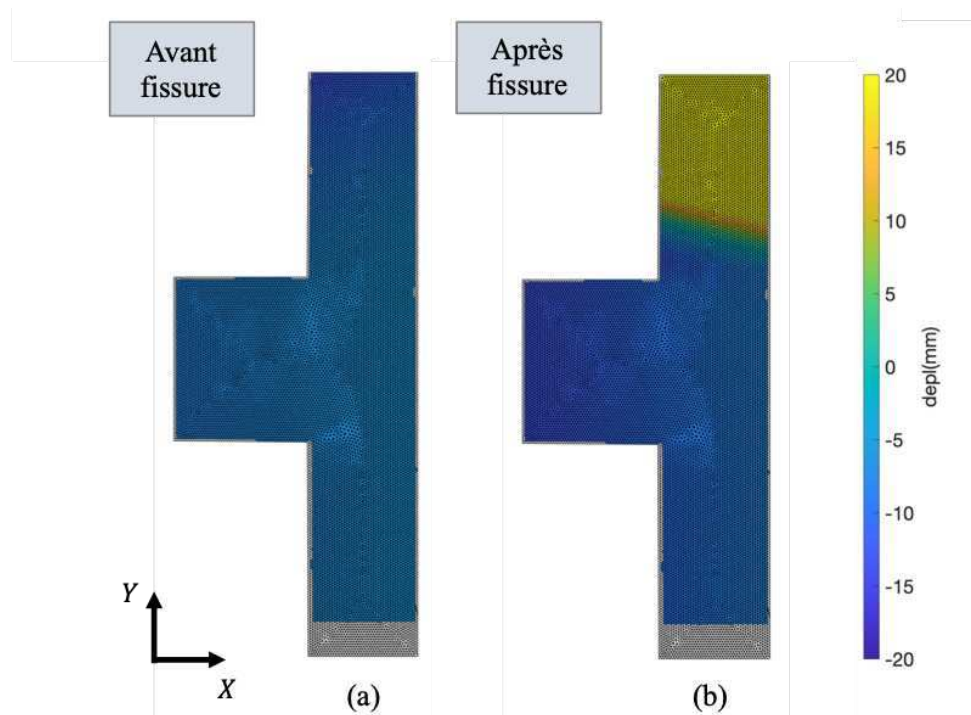 Avant
fissure
Après
fissure
20
15
10
5
0
-5
-10
-15
-20
depl(mm)
Y
X
(a)
(b)